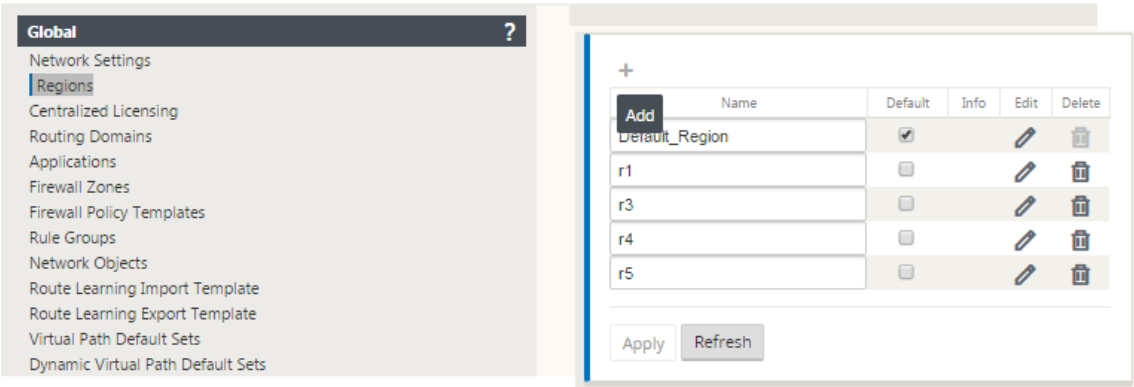 Global ?
Network Settings
Regions
Centralized Licensing
Routing Domains
Applications
Firewall Zones
Firewall Policy Templates
Rule Groups
Network Objects
Route Learning Import Template
Route Learning Export Template
Virtual Path Default Sets
Dynamic Virtual Path Default Sets
+
Add
Name Default Info Edit Delete
Default_Region
r1
r3
r4
r5
Apply Refresh